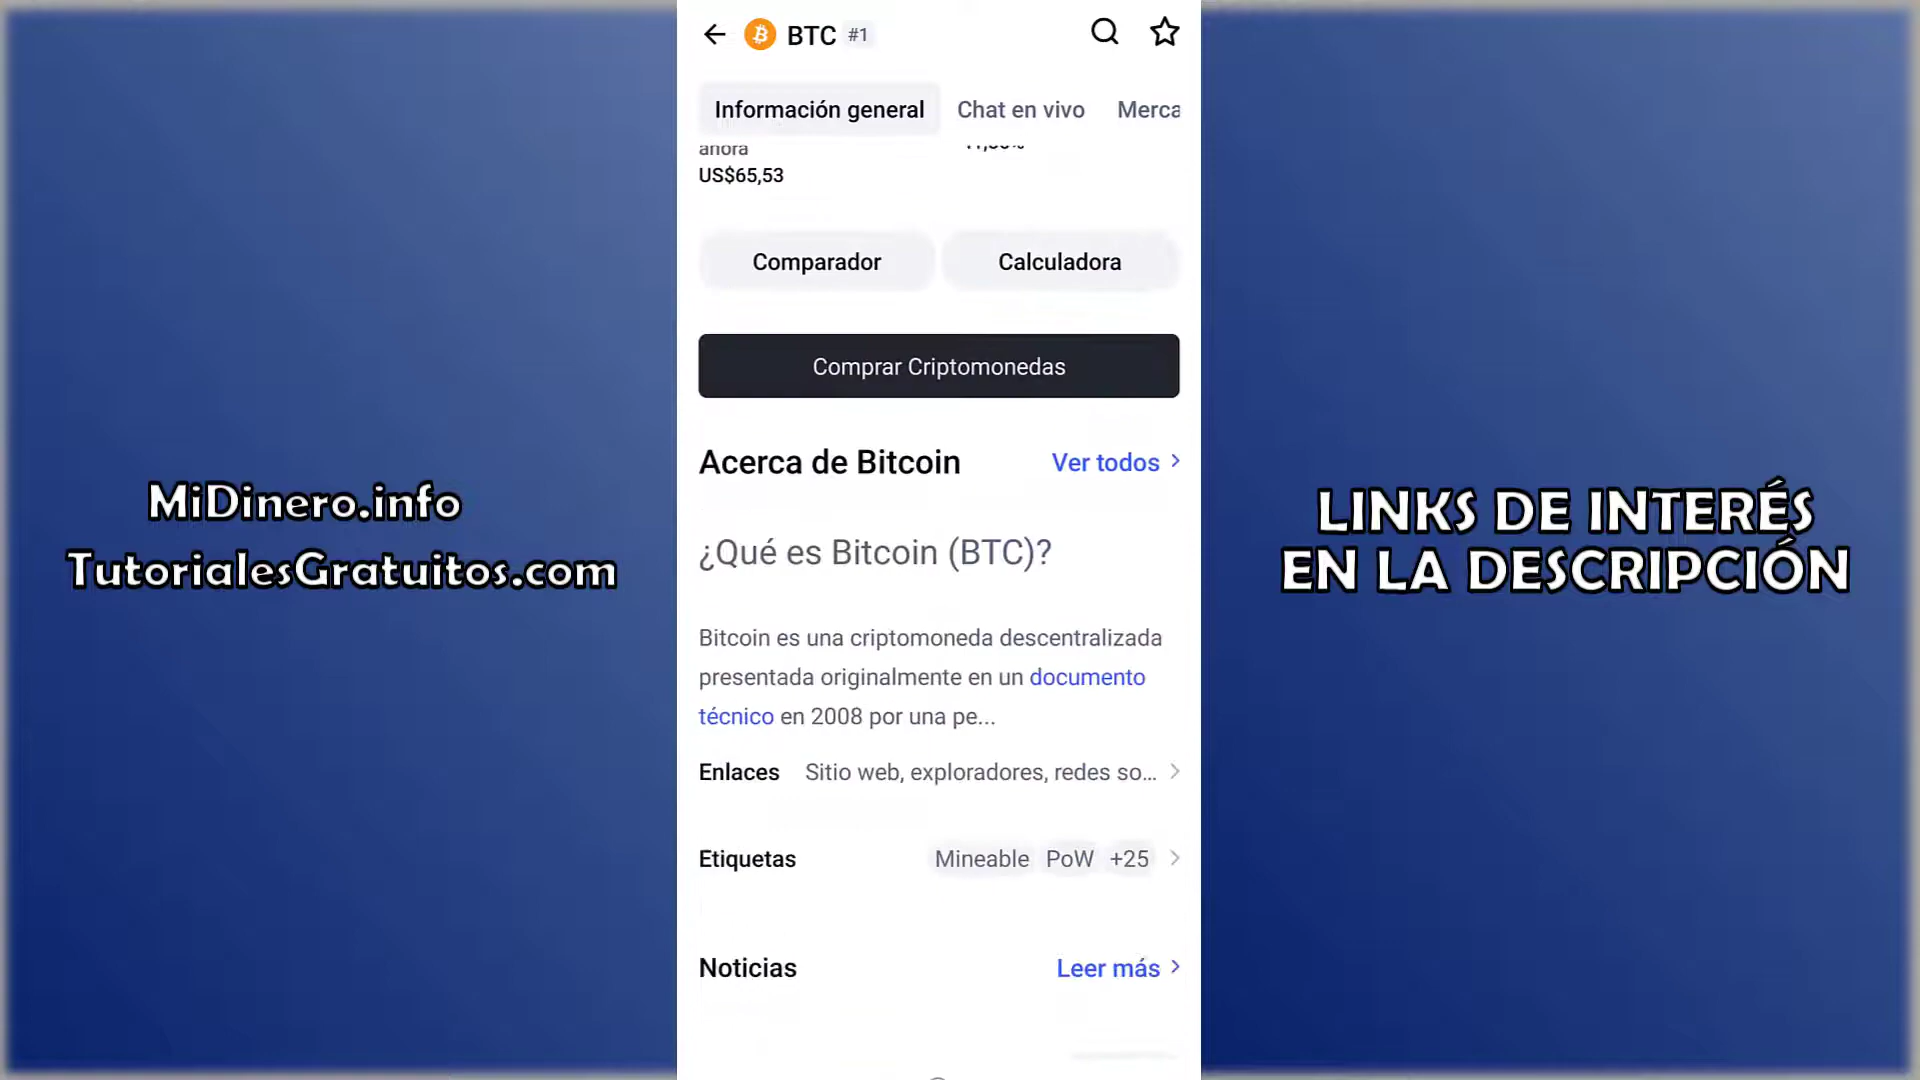 MiDinero.info
TutorialesGratuitos.com
BTC #1
Información general Chat en vivo Merca
ahora
US$65,53
Comparador Calculadora
Comprar Criptomonedas
Acerca de Bitcoin Ver todos
¿Qué es Bitcoin (BTC)?
Bitcoin es una criptomoneda descentralizada
presentada originalmente en un documento
técnico en 2008 por una pe...
Enlaces Sitio web, exploradores, redes so...
Etiquetas Mineable PoW +25
Noticias Leer más
LINKS DE INTERÉS
EN LA DESCRIPCIÓN